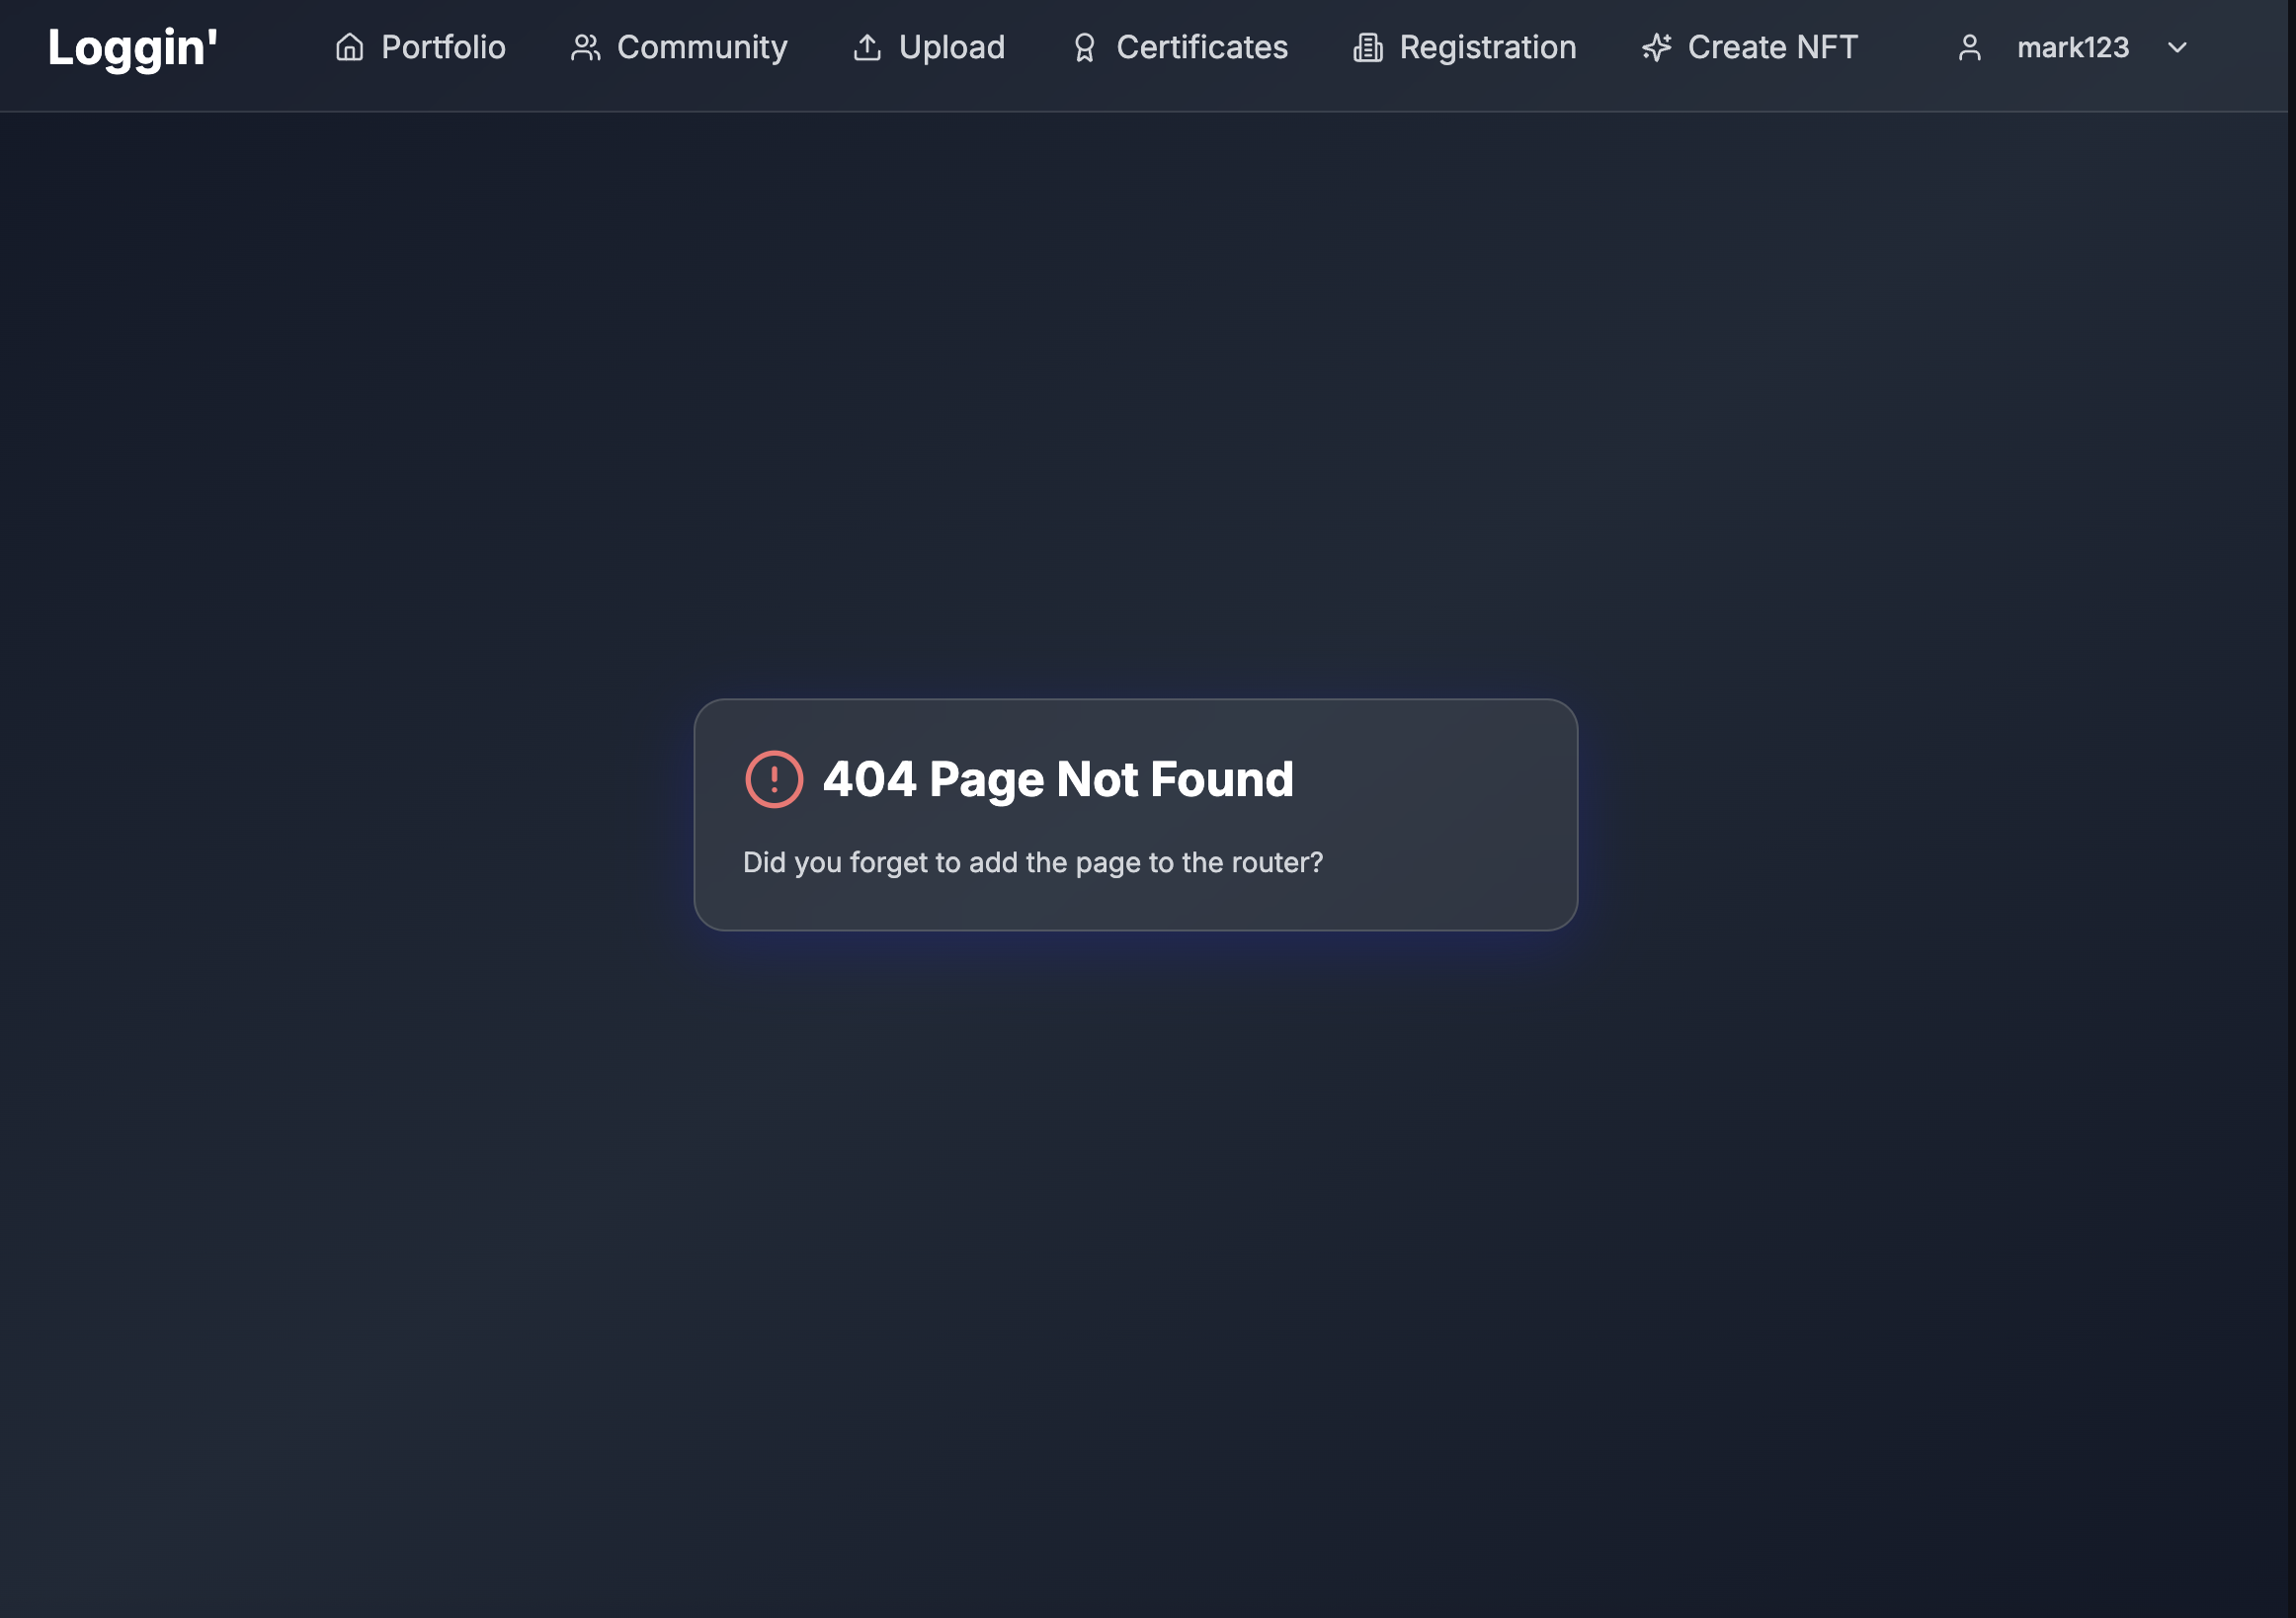 Loggin' Portfolio Community Upload Certificates Registration Create NFT mark123
404 Page Not Found
Did you forget to add the page to the router?